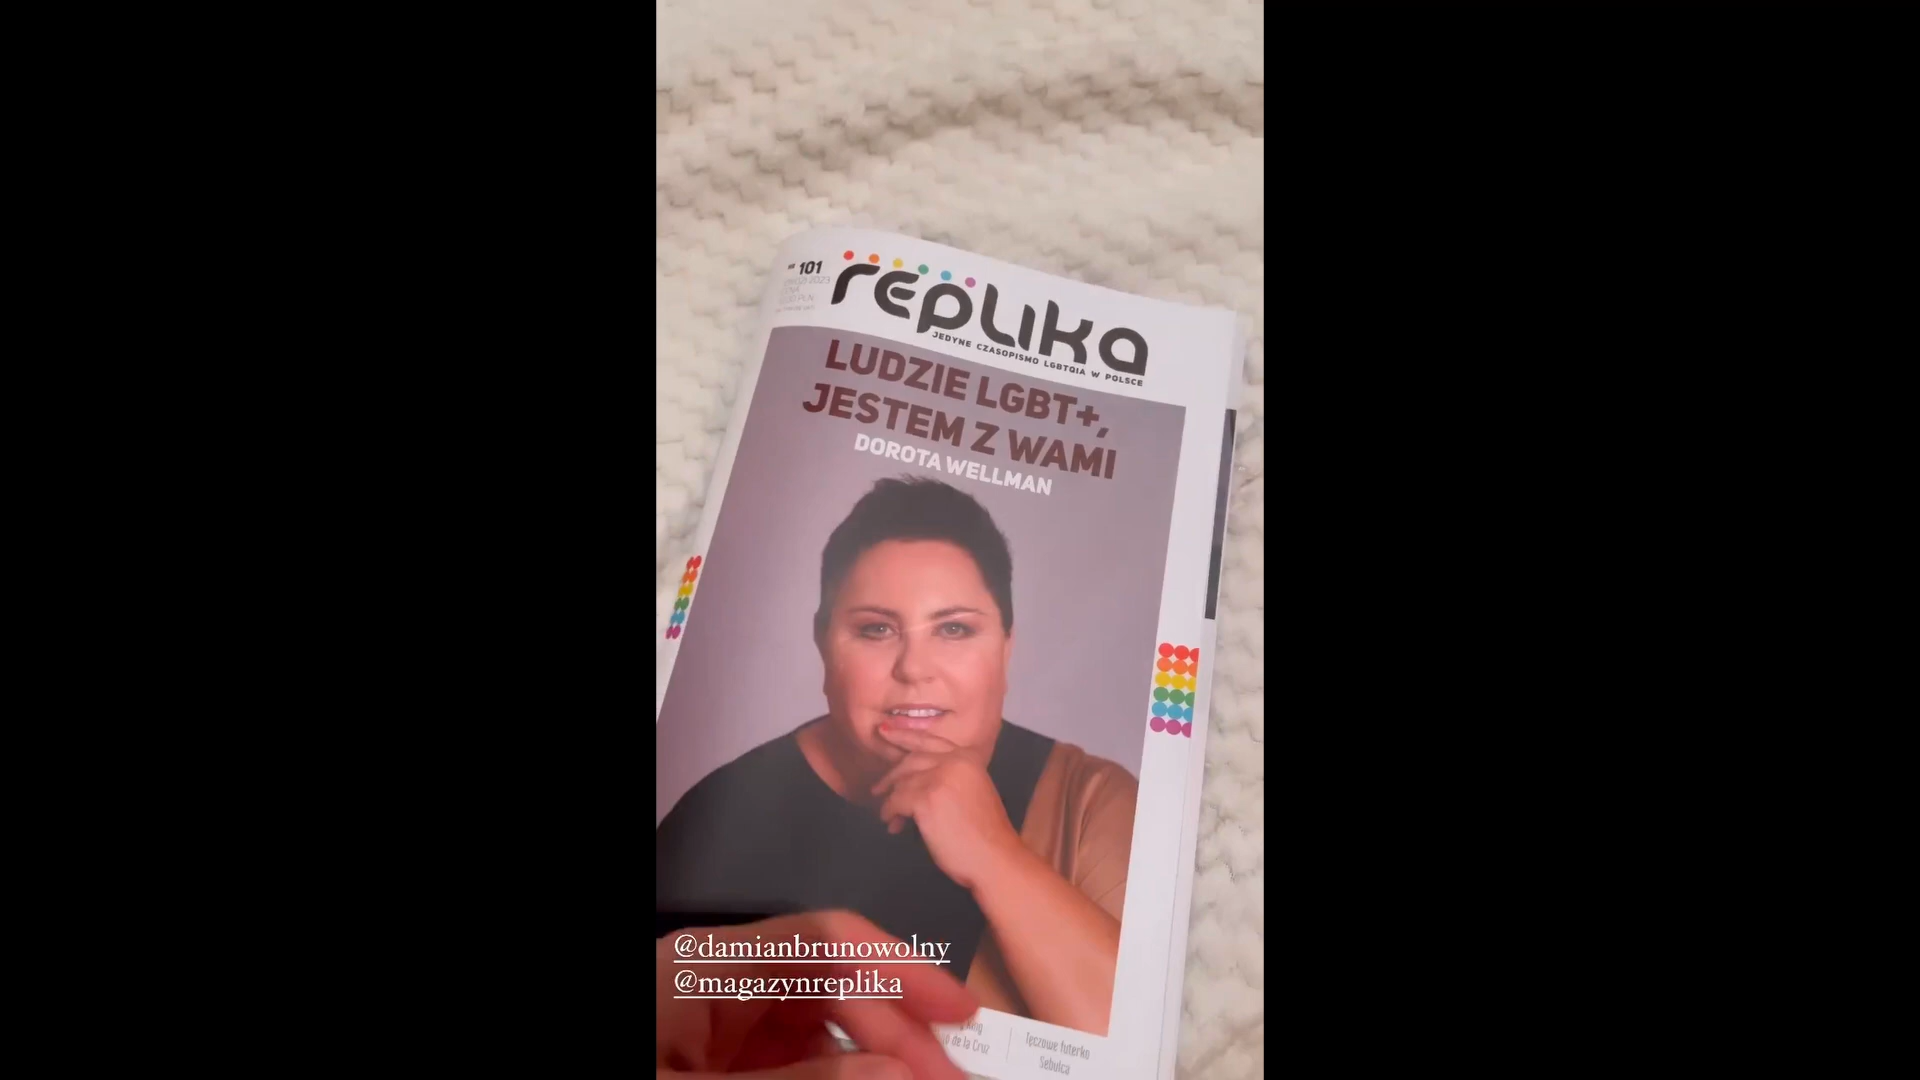 101
replika
JEDYNE CZASOPISMO LGBTQIA W POLSCE
LUDZIE LGBT+,
JESTEM Z WAMI
DOROTA WELLMAN
@damianbrunowolny
@magazynreplika
de la Cruz
Tęczowe futerko
Sebulca